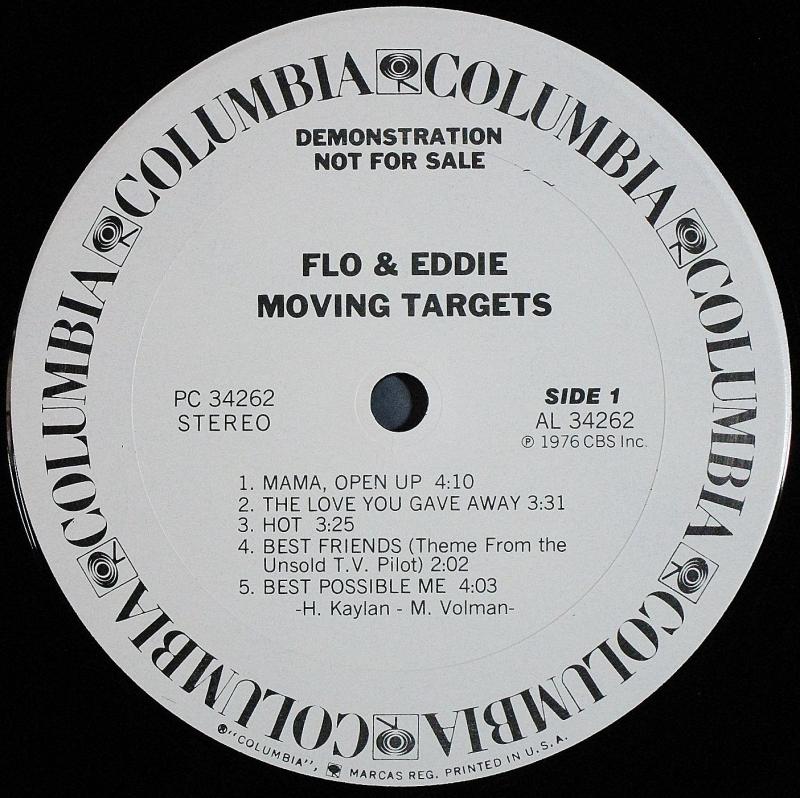 COLUMBIA COLUMBIA COLUMBIA COLUMBIA COLUMBIA COLUMBIA COLUMBIA COLUMBIA
DEMONSTRATION
NOT FOR SALE
FLO & EDDIE
MOVING TARGETS
PC 34262
STEREO
SIDE 1
AL 34262
℗ 1976 CBS Inc.
1. MAMA, OPEN UP 4:10
2. THE LOVE YOU GAVE AWAY 3:31
3. HOT 3:25
4. BEST FRIENDS (Theme From the
Unsold T.V. Pilot) 2:02
5. BEST POSSIBLE ME 4:03
-H. Kaylan - M. Volman-
®"COLUMBIA", MARCAS REG. PRINTED IN U.S.A.